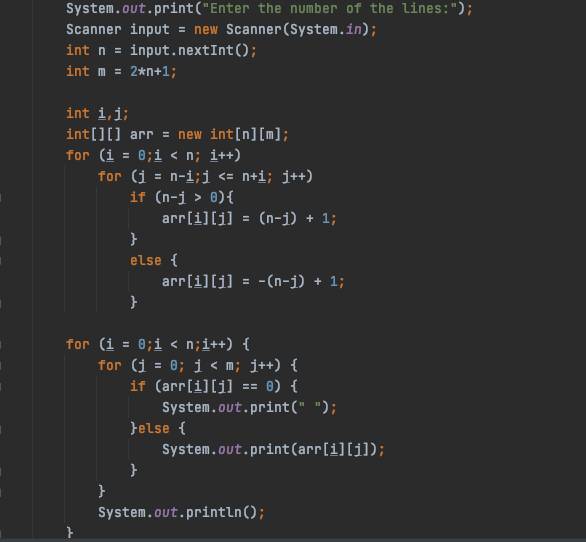 System.out.print("Enter the number of the lines:");
Scanner input = new Scanner(System.in);
int n = input.nextInt();
int m = 2*n+1;
int i,j;
int[][] arr = new int[n][m];
for (i = 0;i < n; i++)
for (j = n-i;j <= n+i; j++)
if (n-j > 0){
arr[i][j] = (n-j) + 1;
}
else {
arr[i][j] = -(n-j) + 1;
}
for (i = 0;i < n;i++) {
for (j = 0; j < m; j++) {
if (arr[i][j] == 0) {
System.out.print(" ");
}else {
System.out.print(arr[i][j]);
}
}
System.out.println();
}